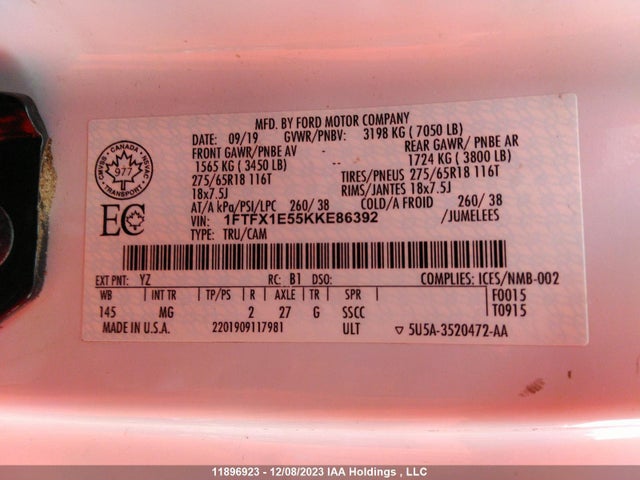 MFD. BY FORD MOTOR COMPANY
DATE: 09/19 GVWR/PNBV: 3198 KG ( 7050 LB)
FRONT GAWR/PNBE AV REAR GAWR/ PNBE AR
1565 KG ( 3450 LB) 1724 KG ( 3800 LB)
275/65R18 116T TIRES/PNEUS 275/65R18 116T
18x7.5J RIMS/JANTES 18x7.5J
AT/A kPa/PSI/LPC 260/ 38 COLD/A FROID 260/ 38
VIN: 1FTFX1E55KKE86392 /JUMELEES
TYPE: TRU/CAM
CANADA
CMVSS NSVAC
977
TRANSPORT
EC
EXT PNT: YZ RC: B1 DSO: COMPLIES: ICES/NMB-002
WB INT TR TP/PS R AXLE TR SPR F0015
145 MG 2 27 G SSCC T0915
MADE IN U.S.A. 2201909117981 ULT ▽ 5U5A-3520472-AA
11896923 - 12/08/2023 IAA Holdings , LLC